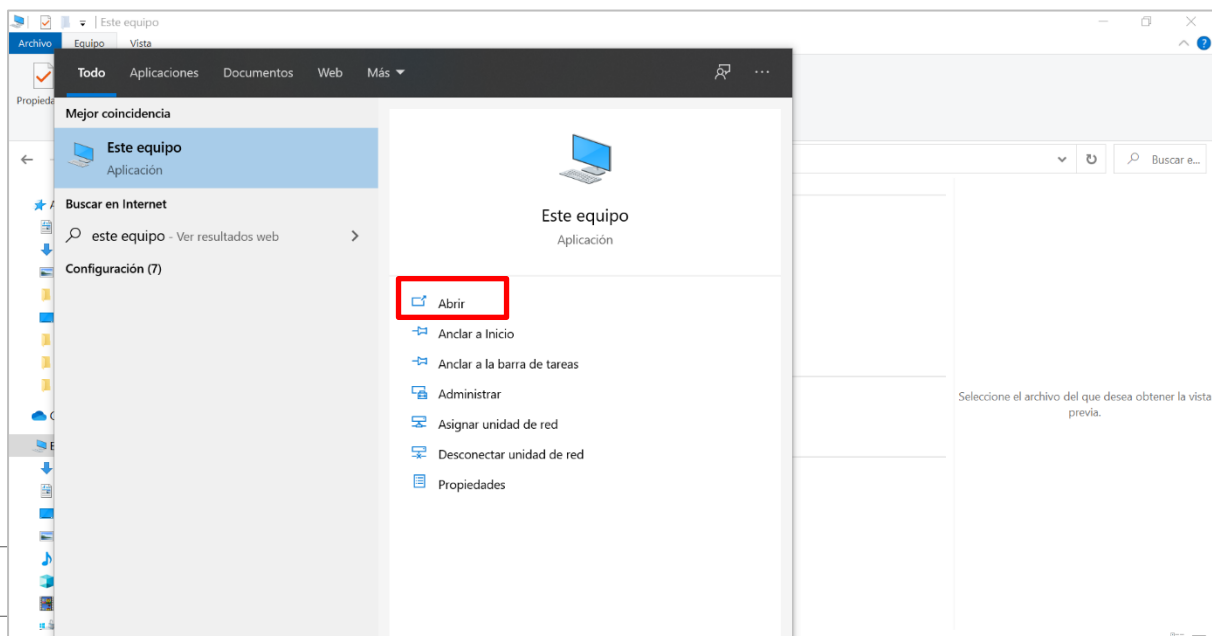 Este equipo
Archivo Equipo Vista
Todo Aplicaciones Documentos Web Más
Mejor coincidencia
Este equipo
Aplicación
Buscar en Internet
este equipo - Ver resultados web
Configuración (7)
Este equipo
Aplicación
Abrir
Anclar a Inicio
Anclar a la barra de tareas
Administrar
Asignar unidad de red
Desconectar unidad de red
Propiedades
Propieda
Buscar e...
Seleccione el archivo del que desea obtener la vista
previa.